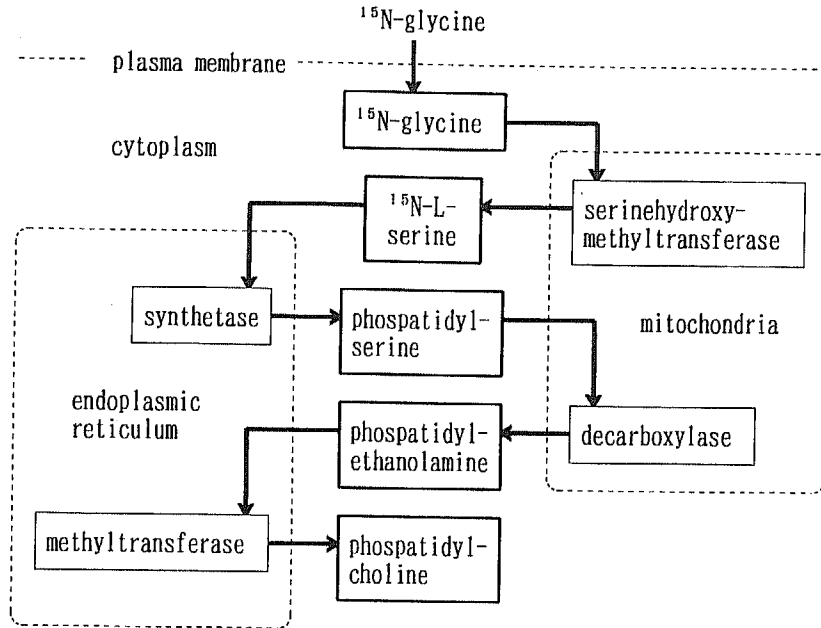 ¹⁵N-glycine
plasma membrane
¹⁵N-glycine
cytoplasm
¹⁵N-L-
serine
serinehydroxy-
methyltransferase
synthetase
phospatidyl-
serine
mitochondria
endoplasmic
reticulum
phospatidyl-
ethanolamine
decarboxylase
methyltransferase
phospatidyl-
choline